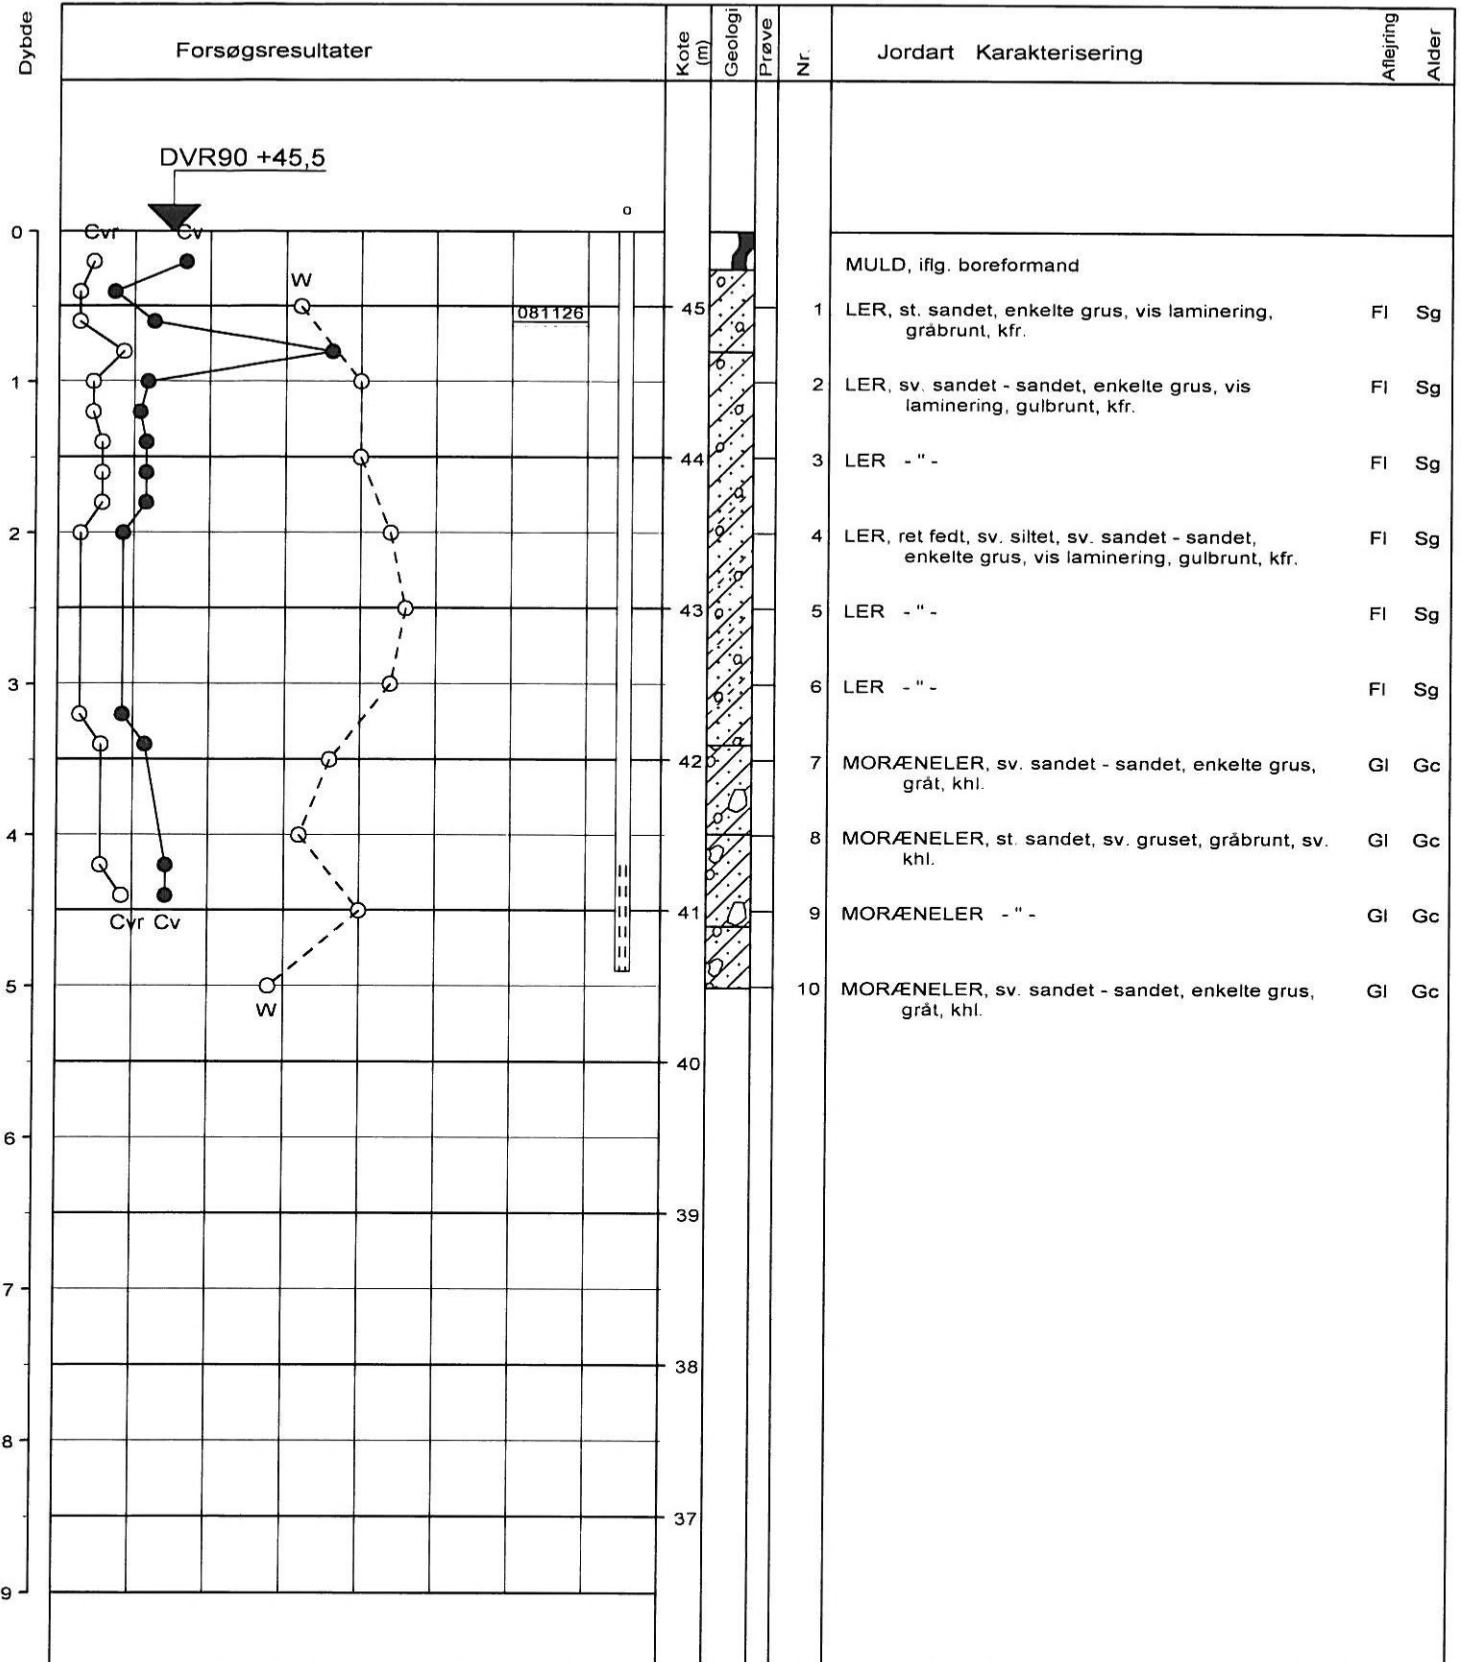 Dybde
Forsøgsresultater
Kote (m)
Geologi
Prøve
Nr.
Jordart Karakterisering
Aflejring
Alder
DVR90 +45,5
0
Cvr
Cv
MULD, iflg. boreformand
W
081126
45
1
LER, st. sandet, enkelte grus, vis laminering,
Fl
Sg
gråbrunt, kfr.
1
2
LER, sv. sandet - sandet, enkelte grus, vis
Fl
Sg
laminering, gulbrunt, kfr.
44
3
LER - " -
Fl
Sg
2
4
LER, ret fedt, sv. siltet, sv. sandet - sandet,
Fl
Sg
enkelte grus, vis laminering, gulbrunt, kfr.
43
5
LER - " -
Fl
Sg
3
6
LER - " -
Fl
Sg
42
7
MORÆNELER, sv. sandet - sandet, enkelte grus,
Gl
Gc
gråt, khl.
4
8
MORÆNELER, st. sandet, sv. gruset, gråbrunt, sv.
Gl
Gc
khl.
Cvr
Cv
41
9
MORÆNELER - " -
Gl
Gc
5
W
10
MORÆNELER, sv. sandet - sandet, enkelte grus,
Gl
Gc
gråt, khl.
40
6
39
7
38
8
37
9